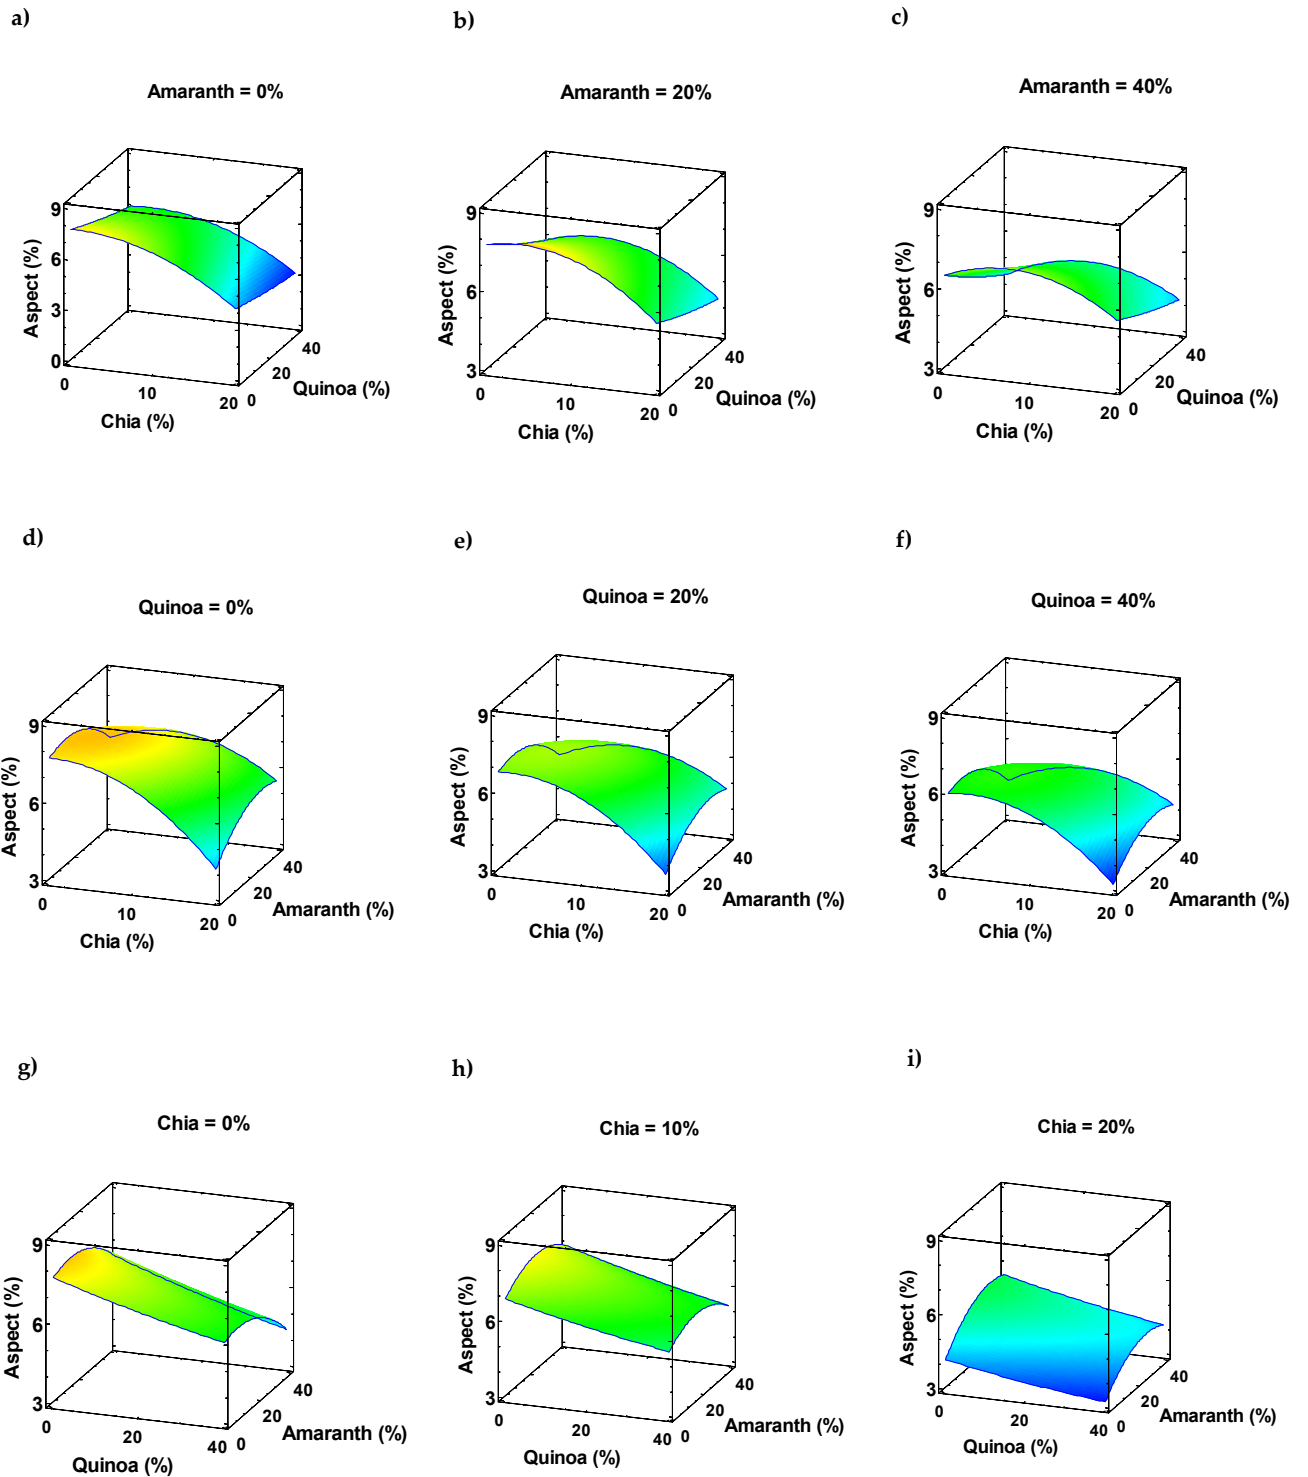 a)
b)
c)
Amaranth = 0%
Amaranth = 20%
Amaranth = 40%
9
6
3
0
Aspect (%)
0
10
20
Chia (%)
0
20
40
Quinoa (%)
9
6
3
Aspect (%)
0
10
20
Chia (%)
0
20
40
Quinoa (%)
9
6
3
Aspect (%)
0
10
20
Chia (%)
0
20
40
Quinoa (%)
d)
e)
f)
Quinoa = 0%
Quinoa = 20%
Quinoa = 40%
9
6
3
Aspect (%)
0
10
20
Chia (%)
0
20
40
Amaranth (%)
9
6
3
Aspect (%)
0
10
20
Chia (%)
0
20
40
Amaranth (%)
9
6
3
Aspect (%)
0
10
20
Chia (%)
0
20
40
Amaranth (%)
g)
h)
i)
Chia = 0%
Chia = 10%
Chia = 20%
9
6
3
Aspect (%)
0
20
40
Quinoa (%)
0
20
40
Amaranth (%)
9
6
3
Aspect (%)
0
20
40
Quinoa (%)
0
20
40
Amaranth (%)
9
6
3
Aspect (%)
0
20
40
Quinoa (%)
0
20
40
Amaranth (%)